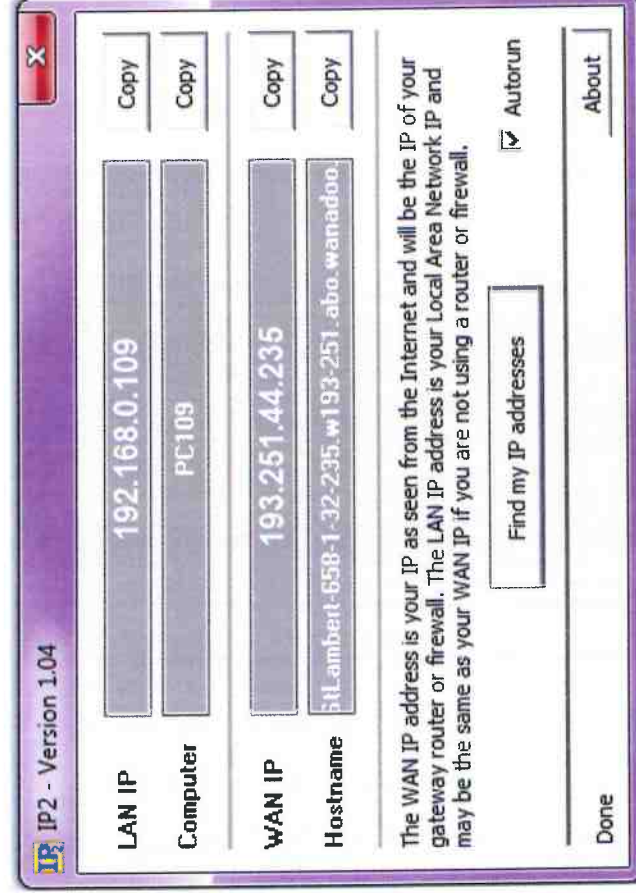 IP2 - Version 1.04
LAN IP 192.168.0.109 Copy
Computer PC109 Copy
WAN IP 193.251.44.235 Copy
Hostname StLambert-658-1-32-235.w193-251.abo.wanadoo. Copy
The WAN IP address is your IP as seen from the Internet and will be the IP of your
gateway router or firewall. The LAN IP address is your Local Area Network IP and
may be the same as your WAN IP if you are not using a router or firewall.
Find my IP addresses Autorun
Done About